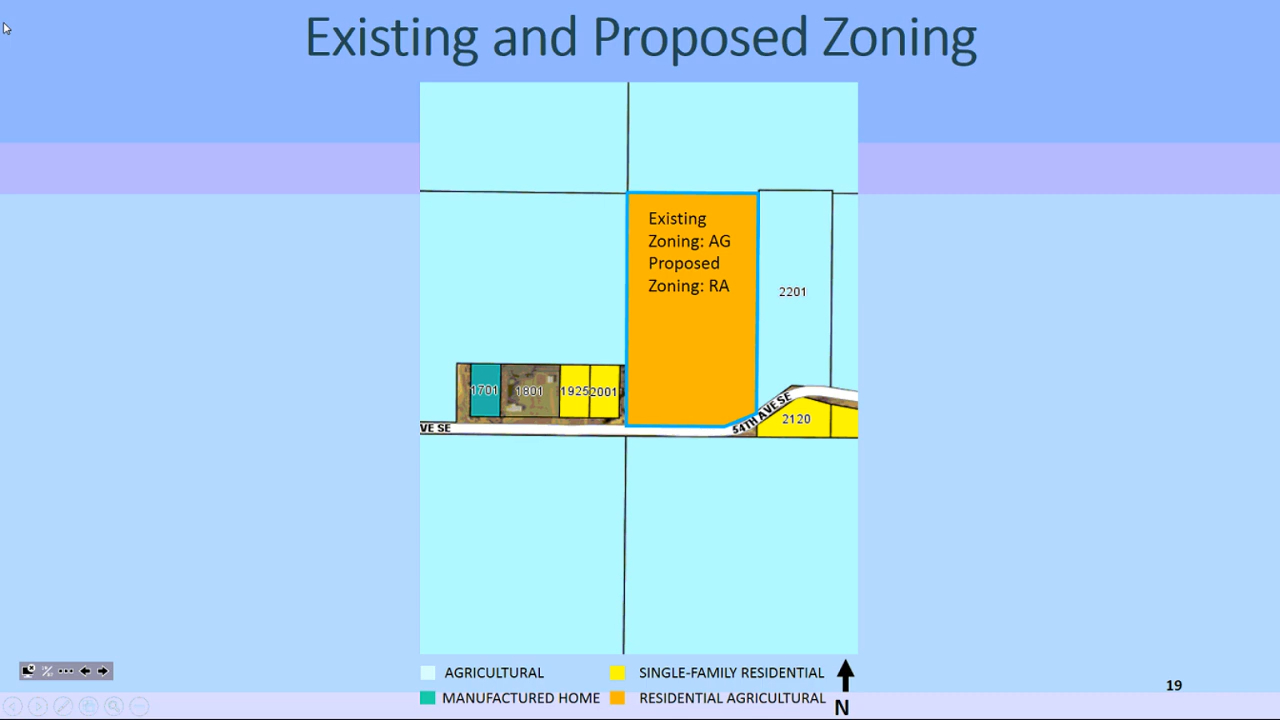 Existing and Proposed Zoning
Existing
Zoning: AG
Proposed
Zoning: RA
2201
1701
1801
1925
2001
2120
54TH AVE SE
VE SE
AGRICULTURAL
SINGLE-FAMILY RESIDENTIAL
MANUFACTURED HOME
RESIDENTIAL AGRICULTURAL
N
19